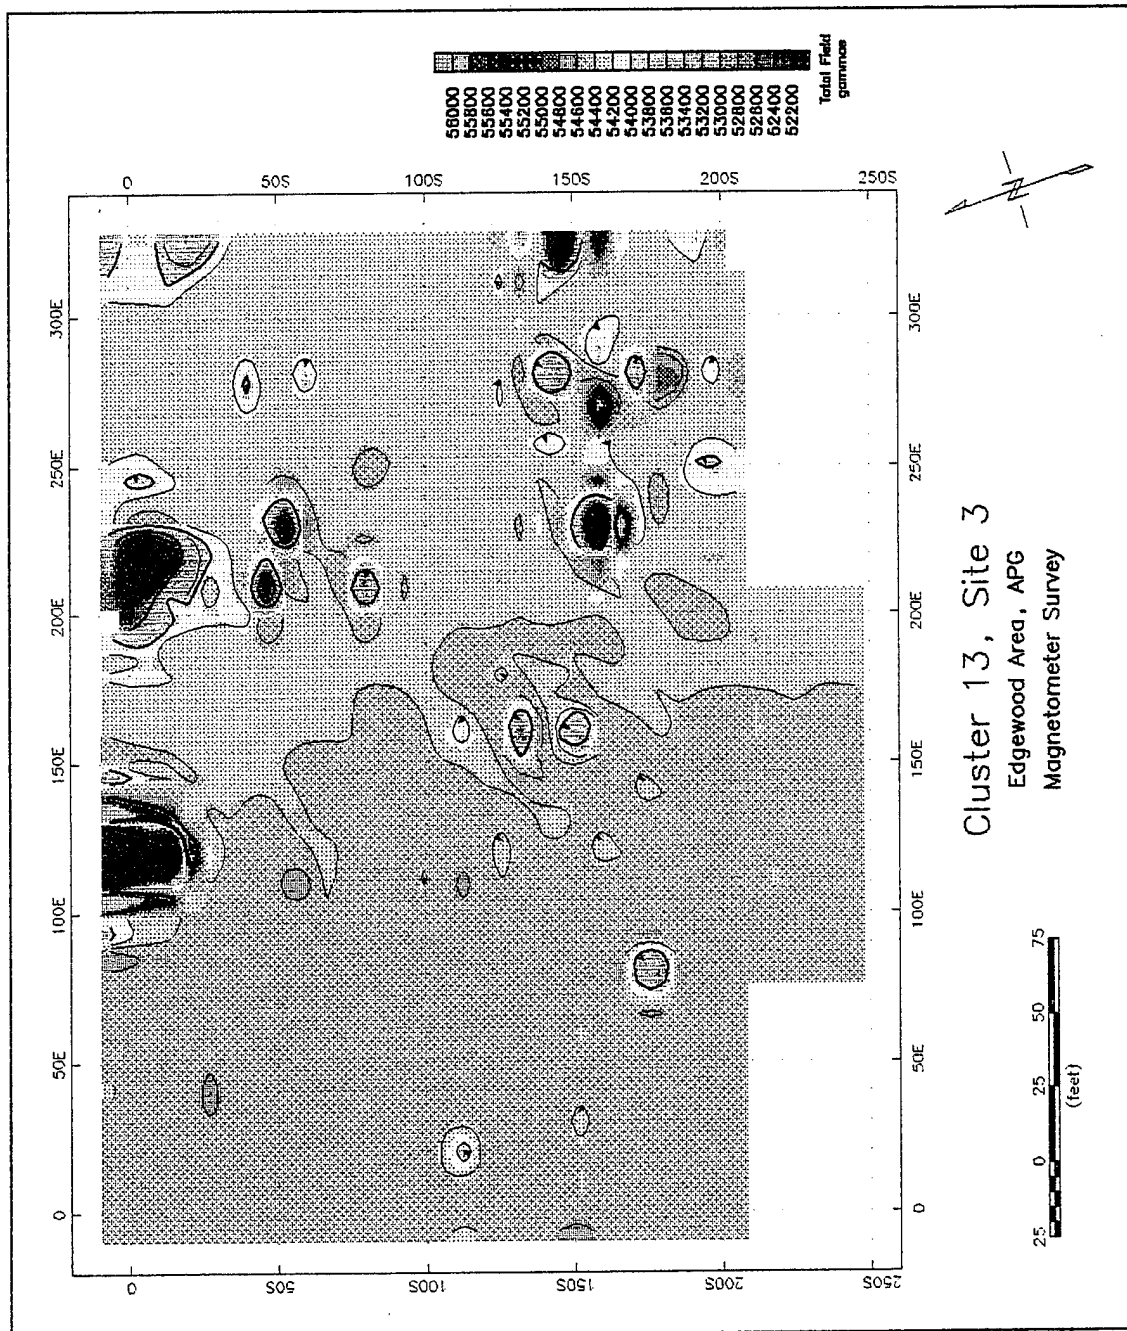 56000
55800
55600
55400
55200
55000
54800
54600
54400
54200
54000
53800
53600
53400
53200
53000
52800
52600
52400
52200
Total Field
gammas
0 50S 100S 150S 200S 250S
N
300E 300E
250E 250E
200E 200E
150E 150E
100E 100E
50E 50E
0 0
0 50S 100S 150S 200S 250S
Cluster 13, Site 3
Edgewood Area, APG
Magnetometer Survey
25 0 25 50 75
(feet)